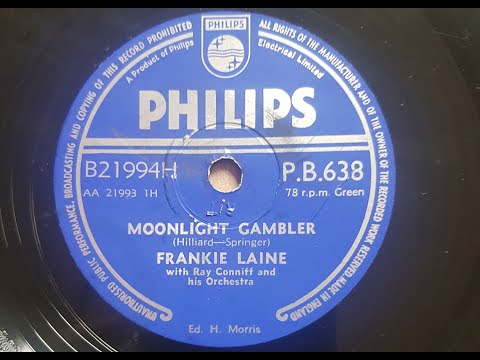 ALL RIGHTS OF THE MANUFACTURER AND OF THE OWNER OF THE RECORDED WORK RESERVED. MADE IN ENGLAND
UNAUTHORISED PUBLIC PERFORMANCE, BROADCASTING AND COPYING OF THIS RECORD PROHIBITED
PHILIPS
A Product of Philips Electrical Limited
PHILIPS
B21994H P.B.638
AA 21993 1H 78 r.p.m. Green
MOONLIGHT GAMBLER
(Hilliard—Springer)
FRANKIE LAINE
with Ray Conniff and
his Orchestra
Ed. H. Morris